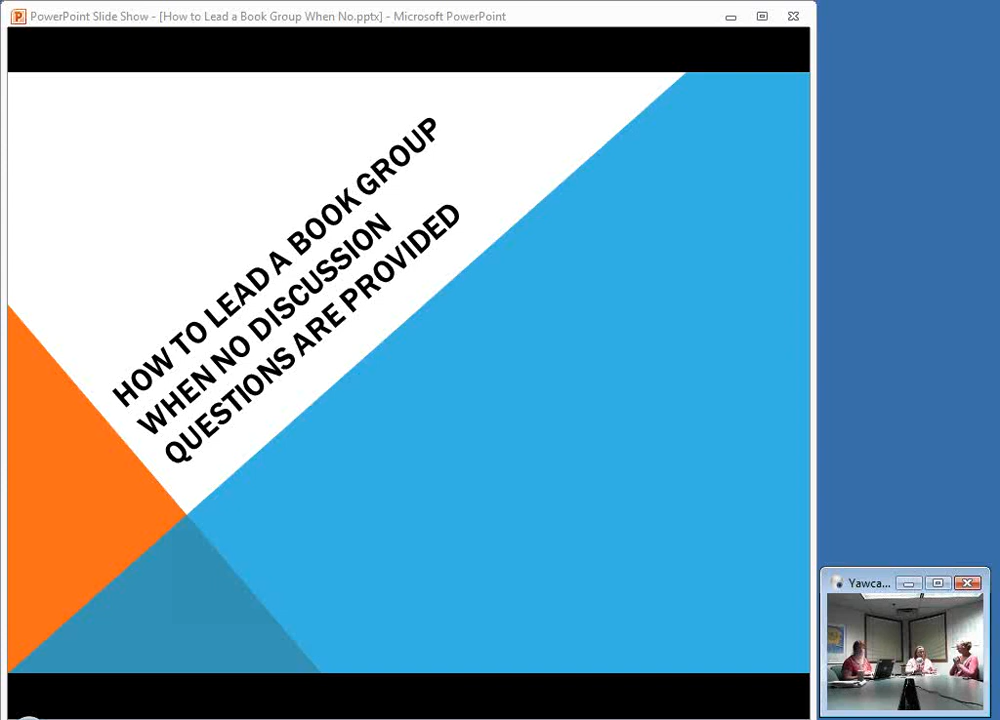 PowerPoint Slide Show - [How to Lead a Book Group When No.pptx] - Microsoft PowerPoint
HOW TO LEAD A BOOK GROUP
WHEN NO DISCUSSION
QUESTIONS ARE PROVIDED
Yawca...